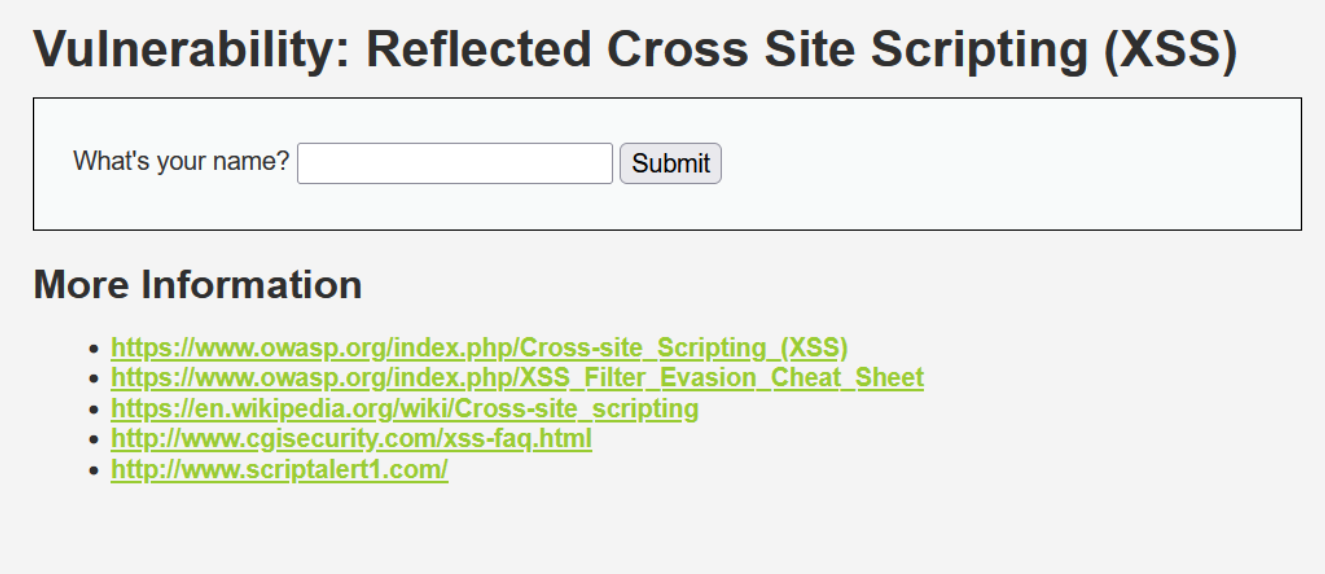 Vulnerability: Reflected Cross Site Scripting (XSS)
What's your name? Submit
More Information
• https://www.owasp.org/index.php/Cross-site_Scripting_(XSS)
• https://www.owasp.org/index.php/XSS_Filter_Evasion_Cheat_Sheet
• https://en.wikipedia.org/wiki/Cross-site_scripting
• http://www.cgisecurity.com/xss-faq.html
• http://www.scriptalert1.com/